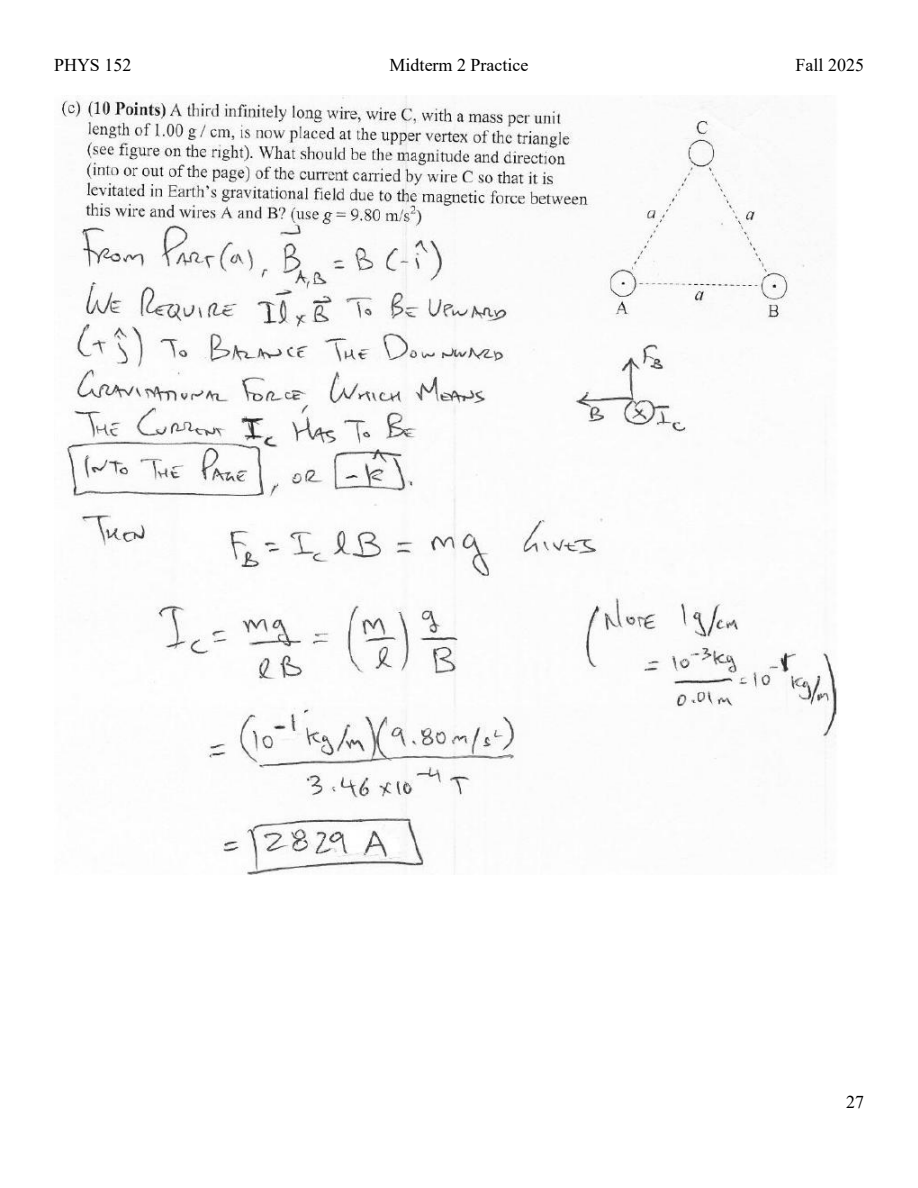 PHYS 152 Midterm 2 Practice Fall 2025
(c) (10 Points) A third infinitely long wire, wire C, with a mass per unit
length of 1.00 g / cm, is now placed at the upper vertex of the triangle
(see figure on the right). What should be the magnitude and direction
(into or out of the page) of the current carried by wire C so that it is
levitated in Earth's gravitational field due to the magnetic force between
this wire and wires A and B? (use g = 9.80 m/s²)
C
a a
a
A B
FROM PART (a), B⃗_A,B = B (-î)
WE REQUIRE Il⃗ × B⃗ TO BE UPWARD
(+ ĵ) TO BALANCE THE DOWNWARD
GRAVITATIONAL FORCE, WHICH MEANS
THE CURRENT I_c HAS TO BE
INTO THE PAGE, OR -k̂.
F_B
B I_c
THEN F_B = I_c l B = mg GIVES
I_c = mg / lB = (m / l) g / B
(NOTE 1g/cm
= 10⁻³kg / 0.01m = 10⁻¹ kg/m)
= (10⁻¹ kg/m)(9.80 m/s²)
3.46 x10⁻⁴ T
= 2829 A
27